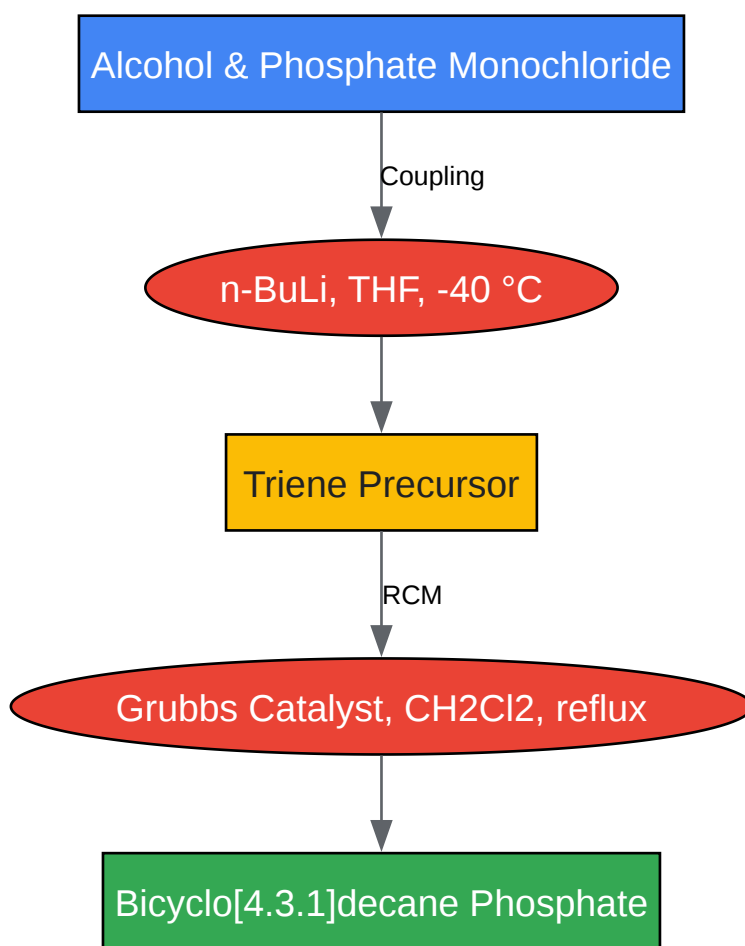 Alcohol & Phosphate Monochloride
Coupling
n-BuLi, THF, -40 °C
Triene Precursor
RCM
Grubbs Catalyst, CH2Cl2, reflux
Bicyclo[4.3.1]decane Phosphate